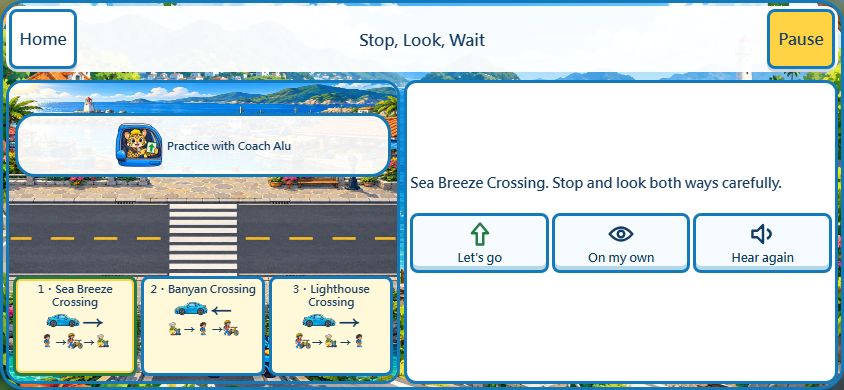 Home
Stop, Look, Wait
Pause
Practice with Coach Alu
Sea Breeze Crossing. Stop and look both ways carefully.
Let's go
On my own
Hear again
1・Sea Breeze
Crossing
2・Banyan Crossing
3・Lighthouse
Crossing